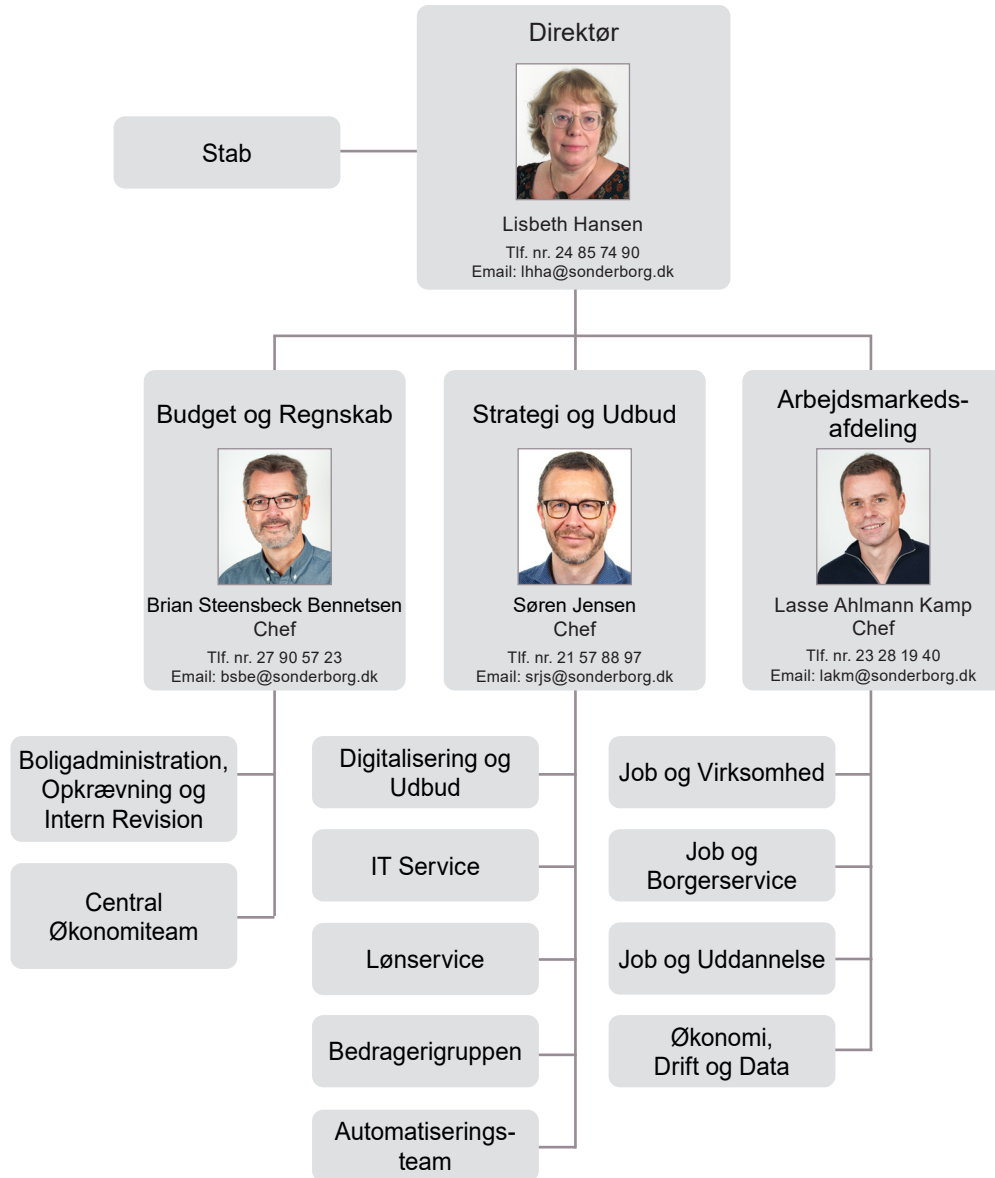 Direktør
Stab
Lisbeth Hansen
Tlf. nr. 24 85 74 90
Email: lhha@sonderborg.dk
Budget og Regnskab
Brian Steensbeck Bennetsen
Chef
Tlf. nr. 27 90 57 23
Email: bsbe@sonderborg.dk
Strategi og Udbud
Søren Jensen
Chef
Tlf. nr. 21 57 88 97
Email: srjs@sonderborg.dk
Arbejdsmarkeds-
afdeling
Lasse Ahlmann Kamp
Chef
Tlf. nr. 23 28 19 40
Email: lakm@sonderborg.dk
Boligadministration,
Opkrævning og
Intern Revision
Central
Økonomiteam
Digitalisering og
Udbud
IT Service
Lønservice
Bedragerigruppen
Automatiserings-
team
Job og Virksomhed
Job og
Borgerservice
Job og Uddannelse
Økonomi,
Drift og Data